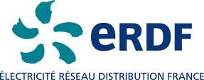 eRDF
ÉLECTRICITÉ RÉSEAU DISTRIBUTION FRANCE